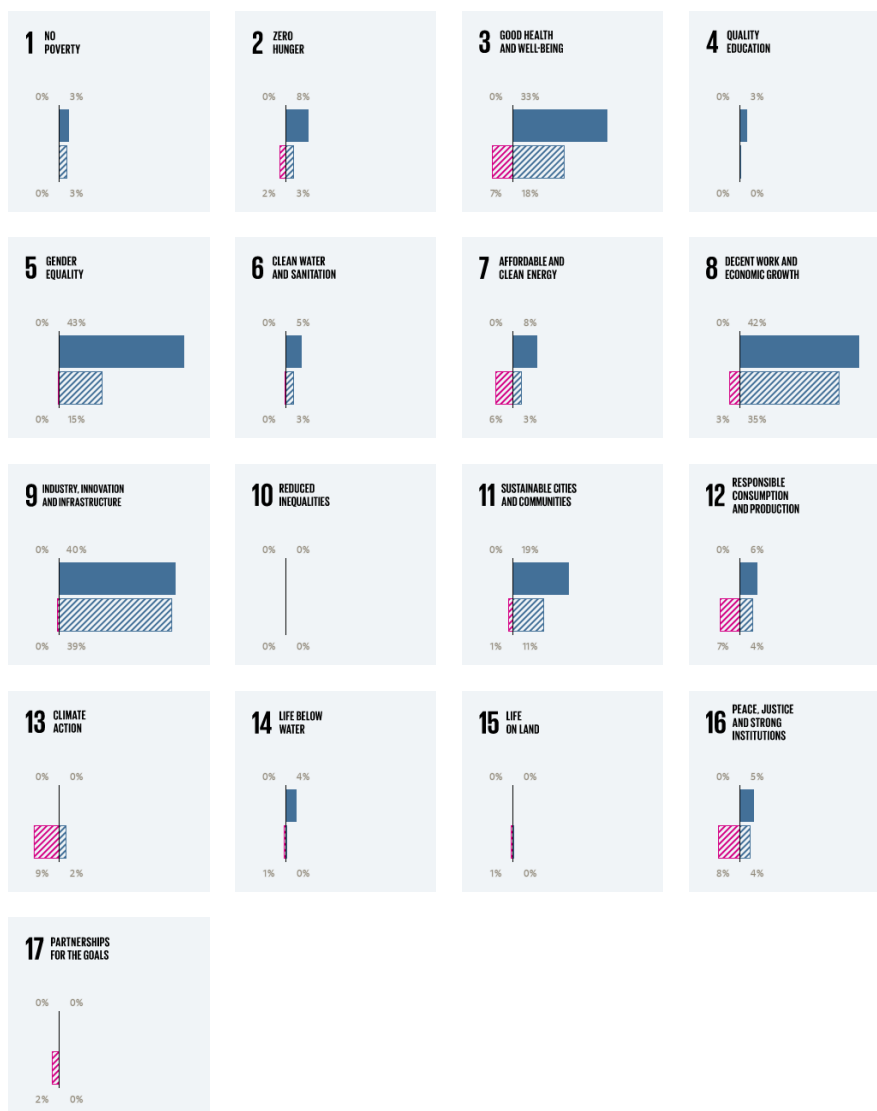 1 NO
POVERTY
0% 3%
0% 3%
2 ZERO
HUNGER
0% 8%
2% 3%
3 GOOD HEALTH
AND WELL-BEING
0% 33%
7% 18%
4 QUALITY
EDUCATION
0% 3%
0% 0%
5 GENDER
EQUALITY
0% 43%
0% 15%
6 CLEAN WATER
AND SANITATION
0% 5%
0% 3%
7 AFFORDABLE AND
CLEAN ENERGY
0% 8%
6% 3%
8 DECENT WORK AND
ECONOMIC GROWTH
0% 42%
3% 35%
9 INDUSTRY, INNOVATION
AND INFRASTRUCTURE
0% 40%
0% 39%
10 REDUCED
INEQUALITIES
0% 0%
0% 0%
11 SUSTAINABLE CITIES
AND COMMUNITIES
0% 19%
1% 11%
12 RESPONSIBLE
CONSUMPTION
AND PRODUCTION
0% 6%
7% 4%
13 CLIMATE
ACTION
0% 0%
9% 2%
14 LIFE BELOW
WATER
0% 4%
1% 0%
15 LIFE
ON LAND
0% 0%
1% 0%
16 PEACE, JUSTICE
AND STRONG
INSTITUTIONS
0% 5%
8% 4%
17 PARTNERSHIPS
FOR THE GOALS
0% 0%
2% 0%